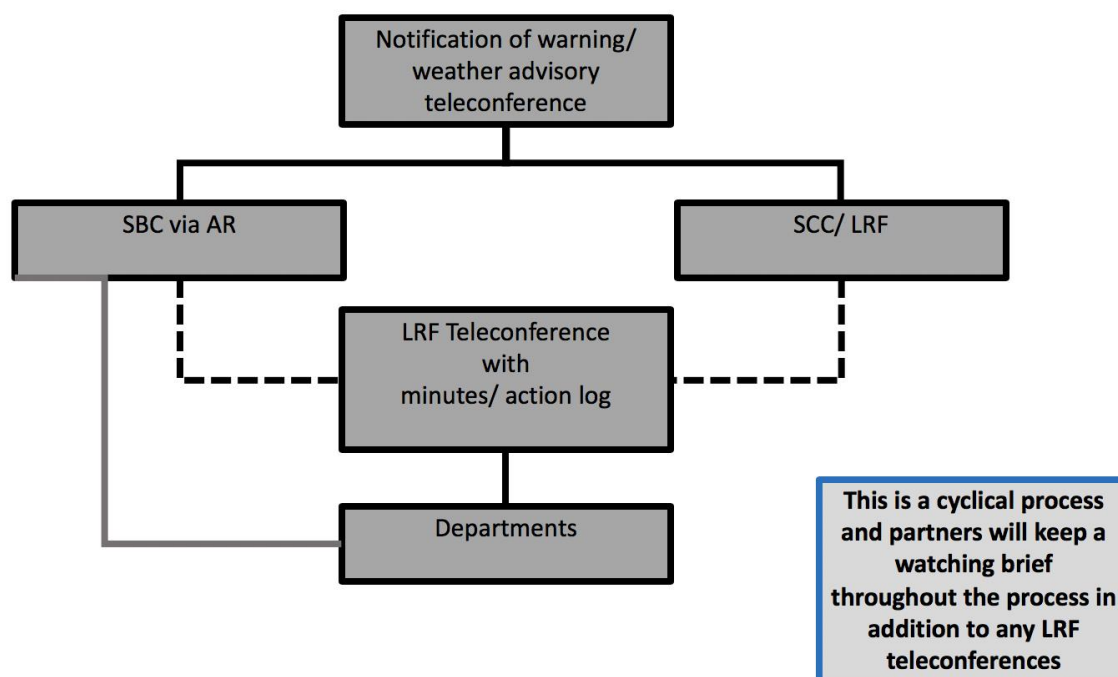 Notification of warning/
weather advisory
teleconference
SBC via AR
SCC/ LRF
LRF Teleconference
with
minutes/ action log
Departments
This is a cyclical process
and partners will keep a
watching brief
throughout the process in
addition to any LRF
teleconferences